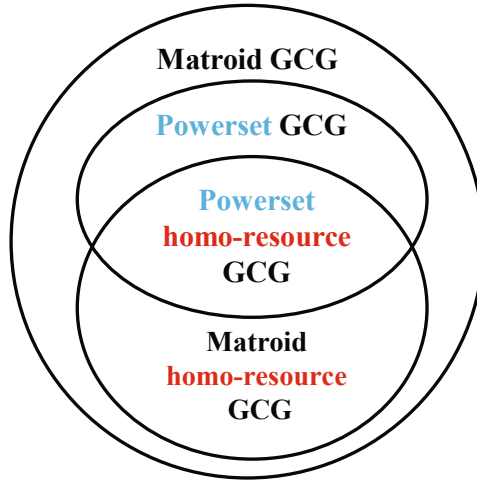 Matroid GCG
Powerset GCG
Powerset
homo-resource
GCG
Matroid
homo-resource
GCG